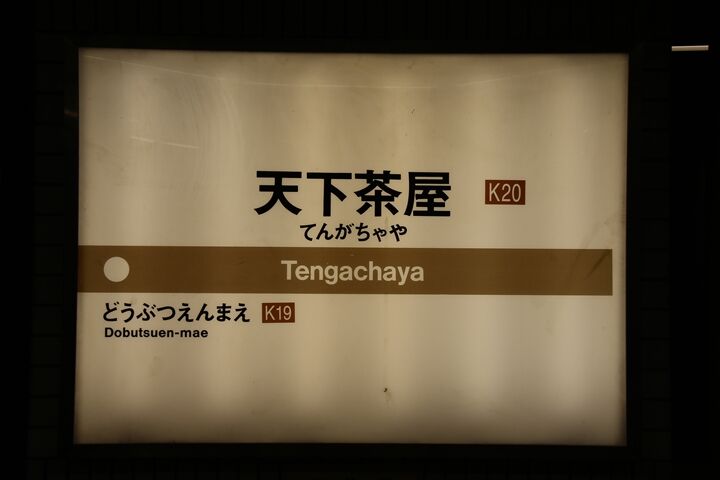 天下茶屋 K20
てんがちゃや
Tengachaya
どうぶつえんまえ K19
Dobutsuen-mae